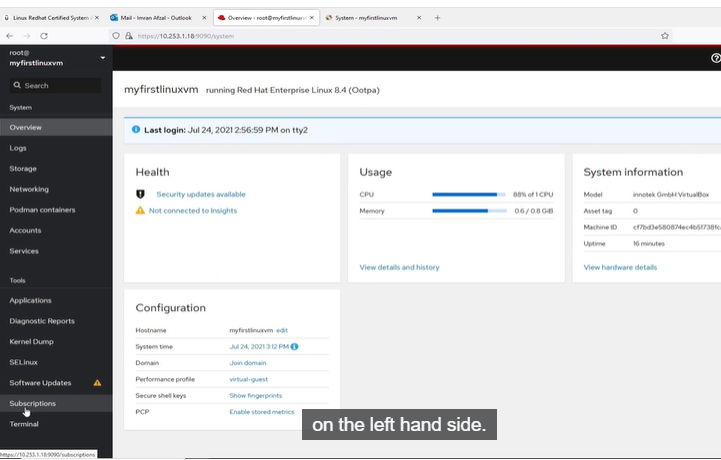 Linux Redhat Certified System
Mail - Imran Afzal - Outlook
Overview - root@myfirstlinuxv
System - myfirstlinuxvm
https://10.253.1.18:9090/system
root@
myfirstlinuxvm
Search
System
Overview
Logs
Storage
Networking
Podman containers
Accounts
Services
Tools
Applications
Diagnostic Reports
Kernel Dump
SELinux
Software Updates
Subscriptions
Terminal
https://10.253.1.18:9090/subscriptions
myfirstlinuxvm running Red Hat Enterprise Linux 8.4 (Ootpa)
Last login: Jul 24, 2021 2:56:59 PM on tty2
Health
Security updates available
Not connected to Insights
Usage
CPU 88% of 1 CPU
Memory 0.6 / 0.8 GiB
View details and history
System information
Model innotek GmbH VirtualBox
Asset tag 0
Machine ID
Uptime 16 minutes
View hardware details
Configuration
Hostname myfirstlinuxvm edit
System time Jul 24, 2021 3:12 PM
Domain Join domain
Performance profile virtual-guest
Secure shell keys Show fingerprints
PCP Enable stored metrics
on the left hand side.